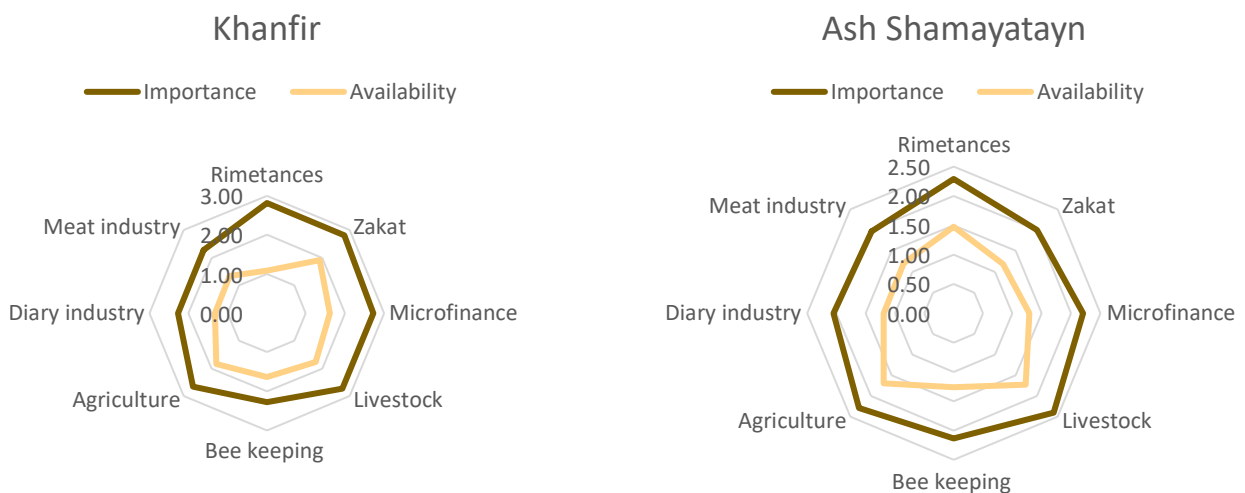 Khanfir
Importance Availability
Rimetances
3.00
Meat industry
Zakat
2.00
1.00
Diary industry
0.00
Microfinance
Agriculture
Livestock
Bee keeping
Ash Shamayatayn
Importance Availability
Rimetances
2.50
Meat industry
2.00
Zakat
1.50
1.00
0.50
Diary industry
0.00
Microfinance
Agriculture
Livestock
Bee keeping